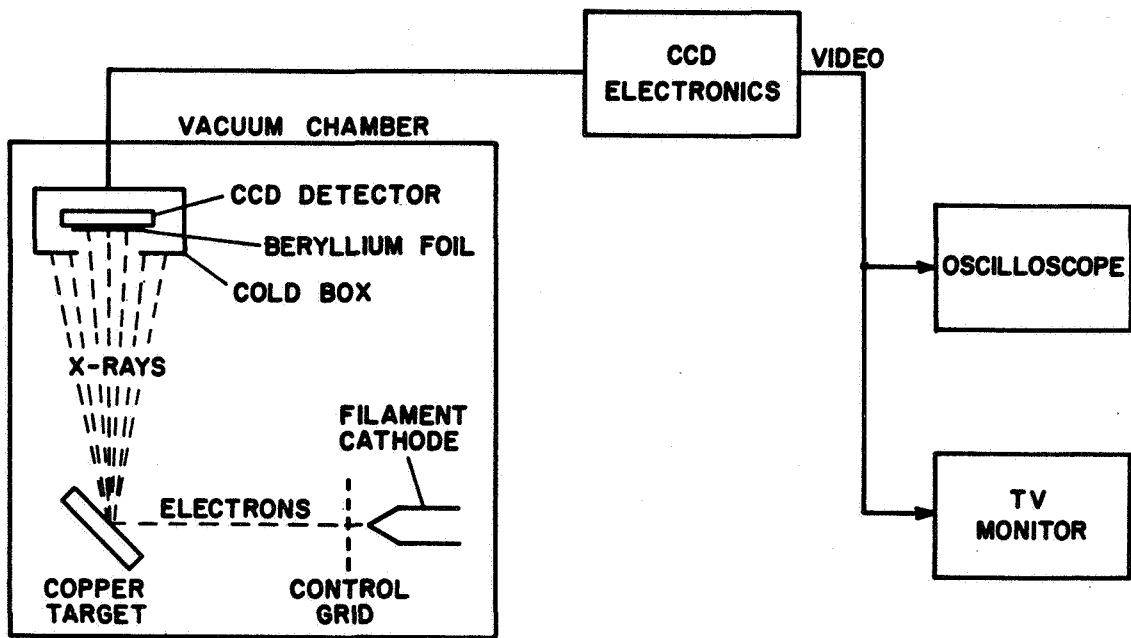 CCD
ELECTRONICS
VIDEO
VACUUM CHAMBER
CCD DETECTOR
BERYLLIUM FOIL
COLD BOX
OSCILLOSCOPE
X-RAYS
FILAMENT
CATHODE
ELECTRONS
TV
MONITOR
COPPER
TARGET
CONTROL
GRID